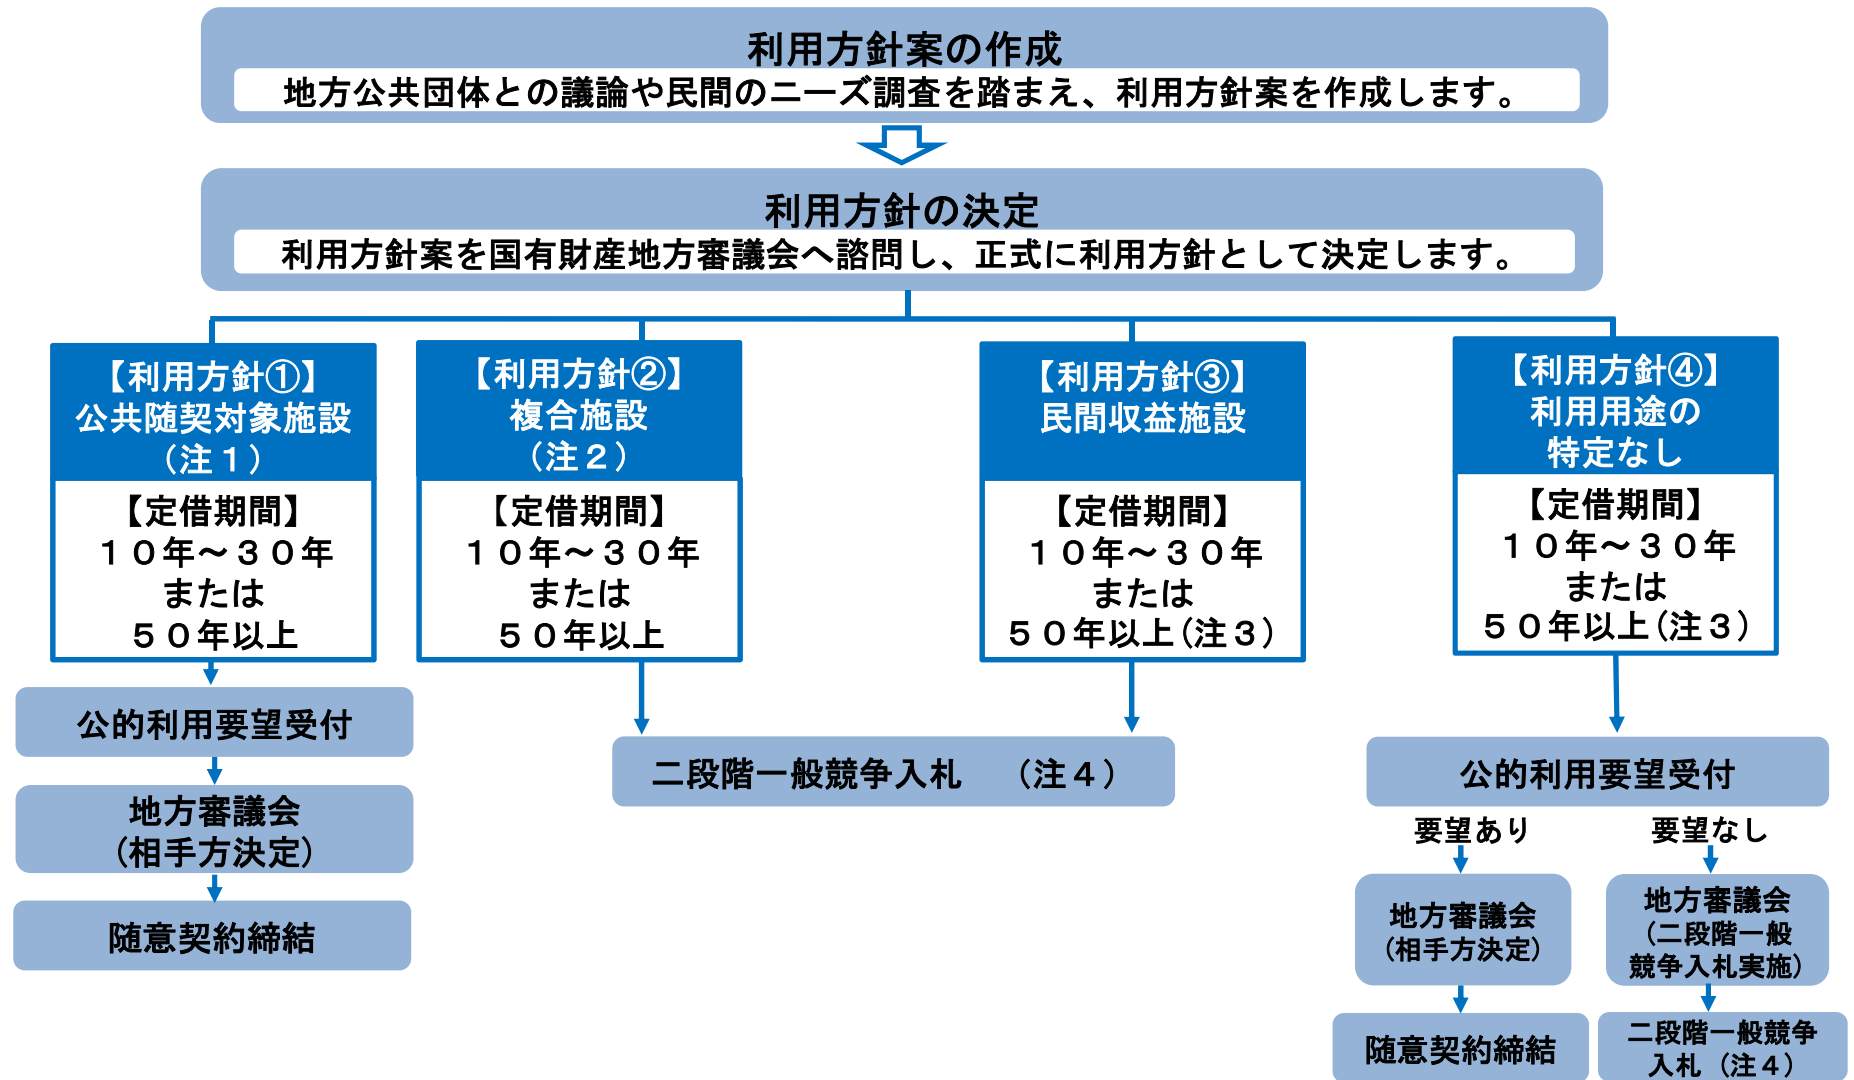 利用方針案の作成
地方公共団体との議論や民間のニーズ調査を踏まえ、利用方針案を作成します。
利用方針の決定
利用方針案を国有財産地方審議会へ諮問し、正式に利用方針として決定します。
【利用方針①】
公共随契対象施設
（注１）
【定借期間】
１０年～３０年
または
５０年以上
公的利用要望受付
地方審議会
（相手方決定）
随意契約締結
【利用方針②】
複合施設
（注２）
【定借期間】
１０年～３０年
または
５０年以上
【利用方針③】
民間収益施設
【定借期間】
１０年～３０年
または
５０年以上（注３）
二段階一般競争入札　（注４）
【利用方針④】
利用用途の
特定なし
【定借期間】
１０年～３０年
または
５０年以上（注３）
公的利用要望受付
要望あり
地方審議会
（相手方決定）
随意契約締結
要望なし
地方審議会
（二段階一般
競争入札実施）
二段階一般競争
入札（注４）